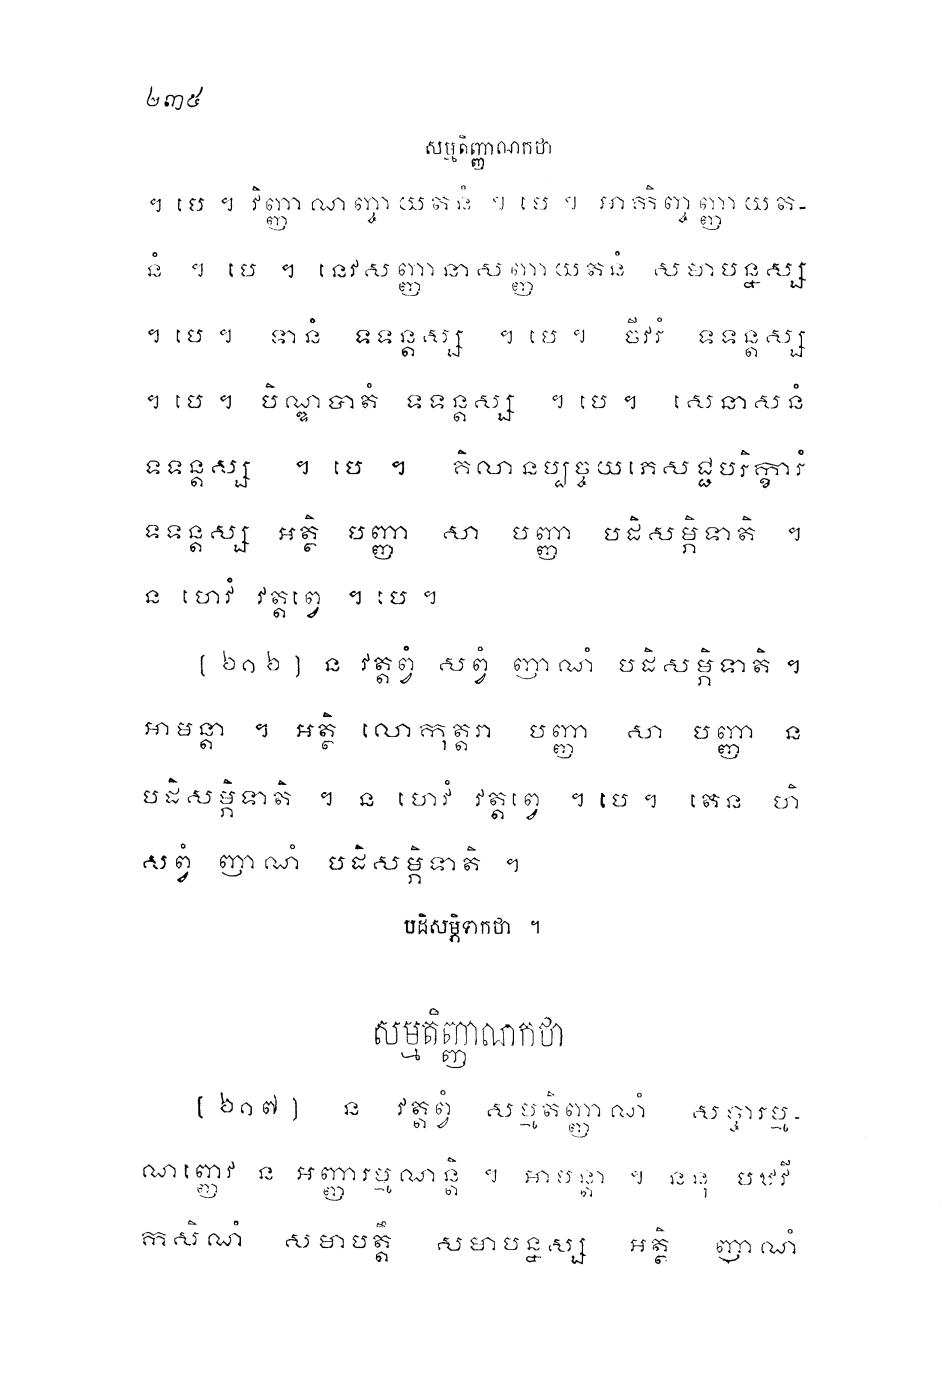 ២៣៥
សម្មតិញ្ញាណកថា
។ បេ ។ វិញ្ញាណញ្ចាយតនំ ។ បេ ។ អាកិញ្ចញ្ញាយត-
នំ ។ បេ ។ នេវសញ្ញានាសញ្ញាយតនំ សមាបន្នស្ស
។ បេ ។ ទានំ ទទន្តស្ស ។ បេ ។ ចីវរំ ទទន្តស្ស
។ បេ ។ បិណ្ឌបាតំ ទទន្តស្ស ។ បេ ។ សេនាសនំ
ទទន្តស្ស ។ បេ ។ គិលានប្បច្ចយភេសជ្ជបរិក្ខារំ
ទទន្តស្ស អត្ថិ បញ្ញា សា បញ្ញា បដិសម្ភិទាតិ ។
ន ហេវំ វត្តព្វេ ។ បេ ។
(២១៦) ន វត្តព្វំ សព្វំ ញាណំ បដិសម្ភិទាតិ ។
អាមន្តា ។ អត្ថិ លោកុត្តរា បញ្ញា សា បញ្ញា ន
បដិសម្ភិទាតិ ។ ន ហេវំ វត្តព្វេ ។ បេ ។ តេន ហិ
សព្វំ ញាណំ បដិសម្ភិទាតិ ។
បដិសម្ភិទាកថា ។
សម្មតិញ្ញាណកថា
(២១៧) ន វត្តព្វំ សម្មតិញ្ញាណំ សច្ចារម្ម-
ណញ្ញេវ ន អញ្ញារម្មណន្តិ ។ អាមន្តា ។ ននុ បឋវី
កសិណំ សមាបត្តឹ សមាបន្នស្ស អត្ថិ ញាណំ